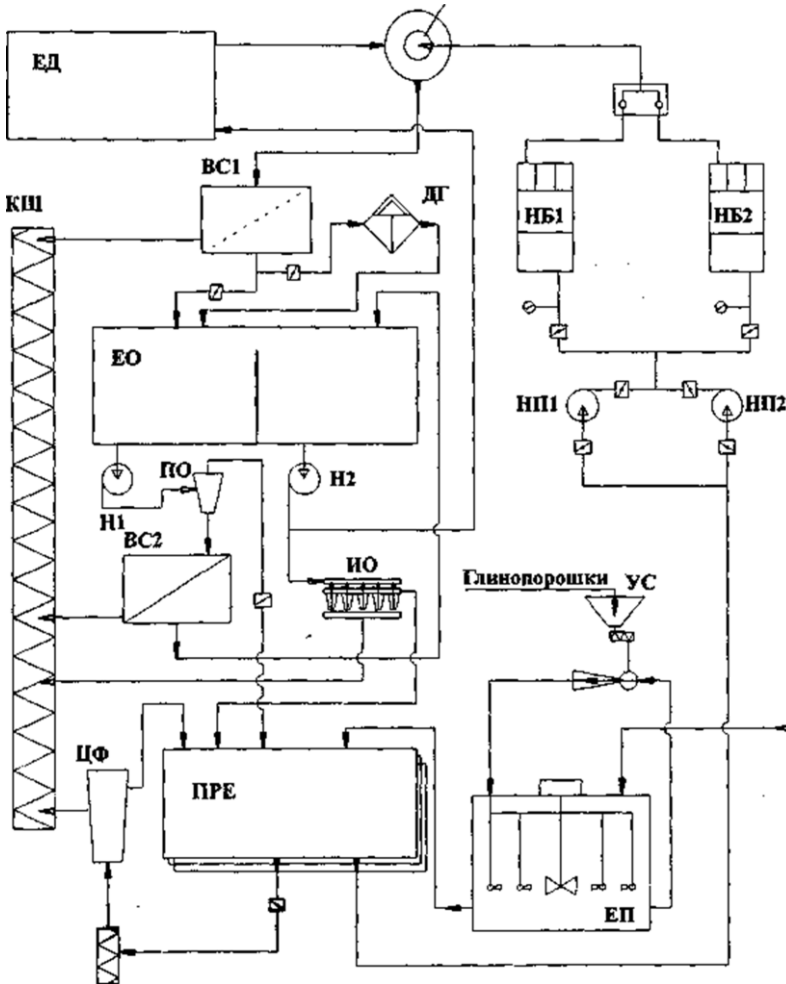 ЕД
ВС1
ДГ
КШ
НБ1
НБ2
ЕО
НП1
НП2
ПО
Н1
Н2
ВС2
ИО
Глинопорошки
УС
ЦФ
ПРЕ
ЕП